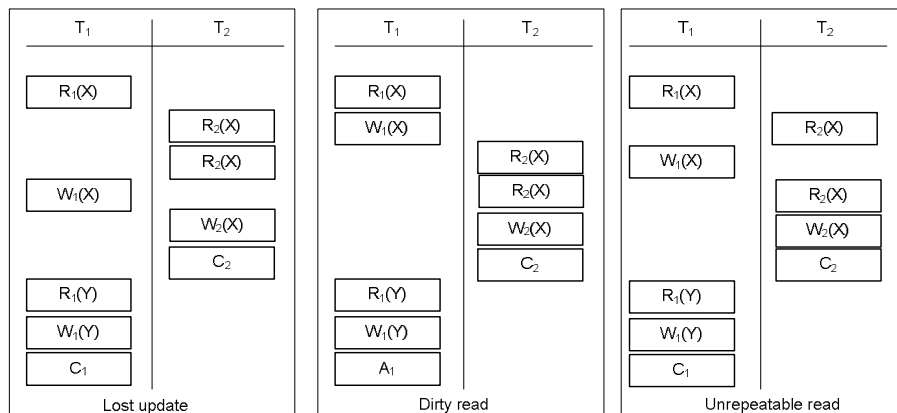 T₁ T₂
R₁(X)
R₂(X)
R₂(X)
W₁(X)
W₂(X)
C₂
R₁(Y)
W₁(Y)
C₁
Lost update
T₁ T₂
R₁(X)
W₁(X)
R₂(X)
R₂(X)
W₂(X)
C₂
R₁(Y)
W₁(Y)
A₁
Dirty read
T₁ T₂
R₁(X)
R₂(X)
W₁(X)
R₂(X)
W₂(X)
C₂
R₁(Y)
W₁(Y)
C₁
Unrepeatable read